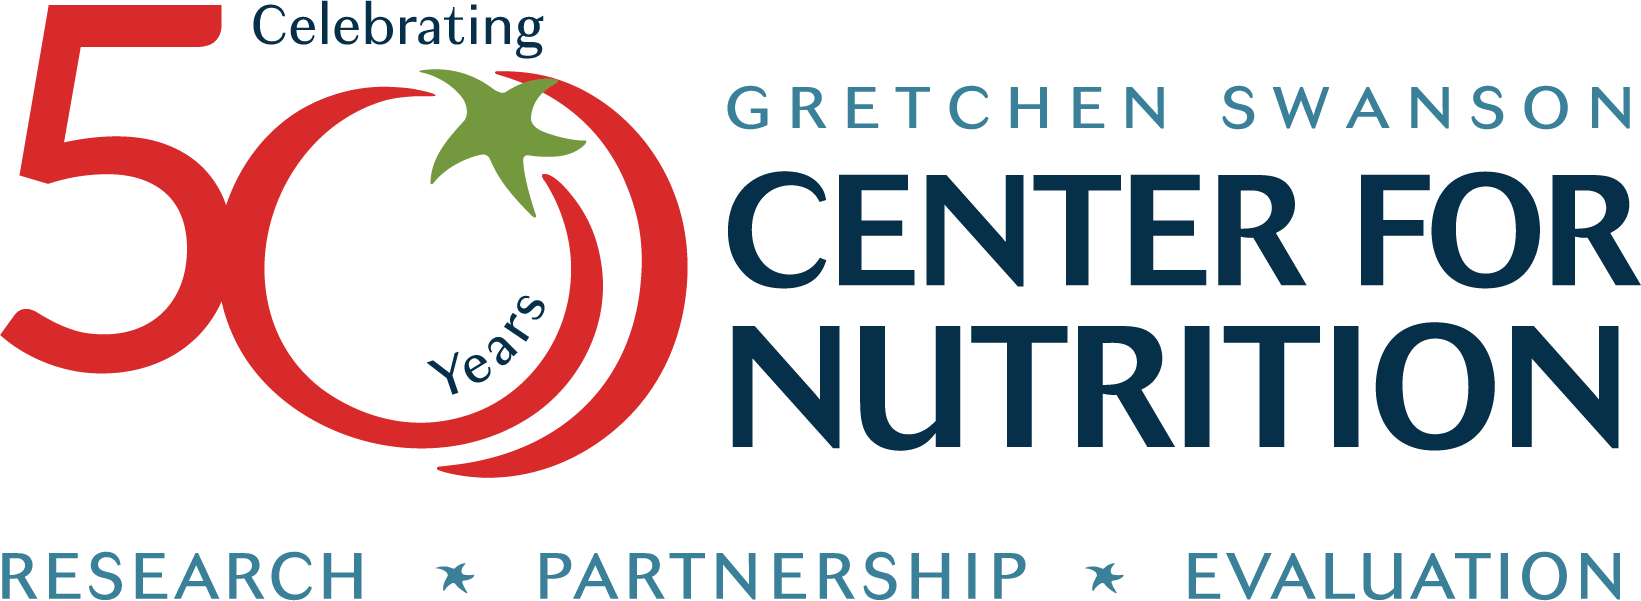 Celebrating
50
Years
GRETCHEN SWANSON
CENTER FOR
NUTRITION
RESEARCH PARTNERSHIP EVALUATION